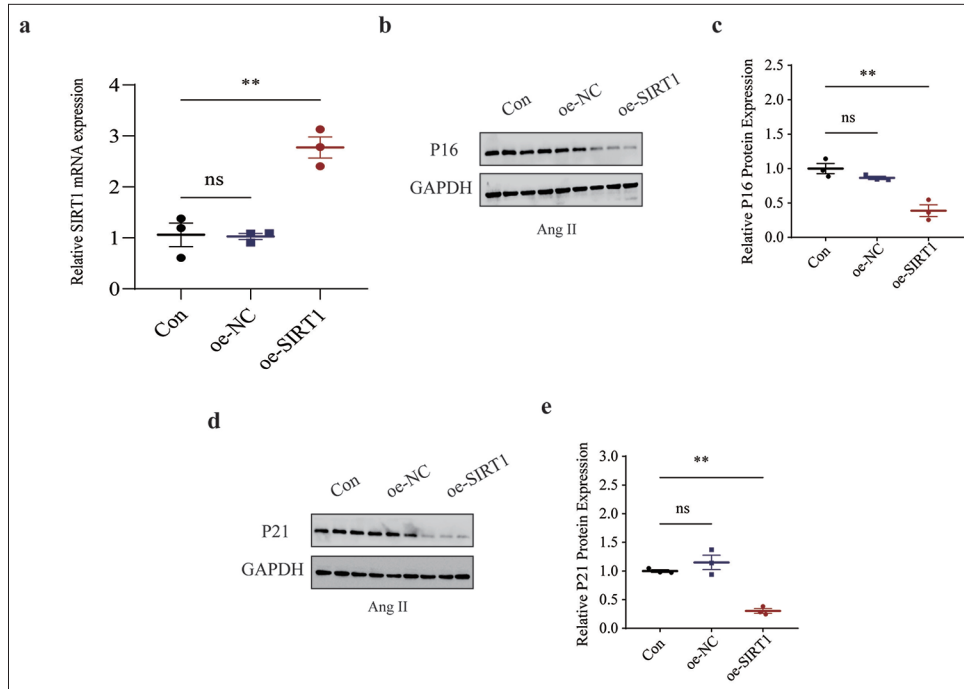 a
Relative SIRT1 mRNA expression
4
3
2
1
0
**
ns
Con
oe-NC
oe-SIRT1
b
Con
oe-NC
oe-SIRT1
P16
GAPDH
Ang II
c
Relative P16 Protein Expression
2.5
2.0
1.5
1.0
0.5
0.0
**
ns
Con
oe-NC
oe-SIRT1
d
Con
oe-NC
oe-SIRT1
P21
GAPDH
Ang II
e
Relative P21 Protein Expression
3.0
2.5
2.0
1.5
1.0
0.5
0.0
**
ns
Con
oe-NC
oe-SIRT1